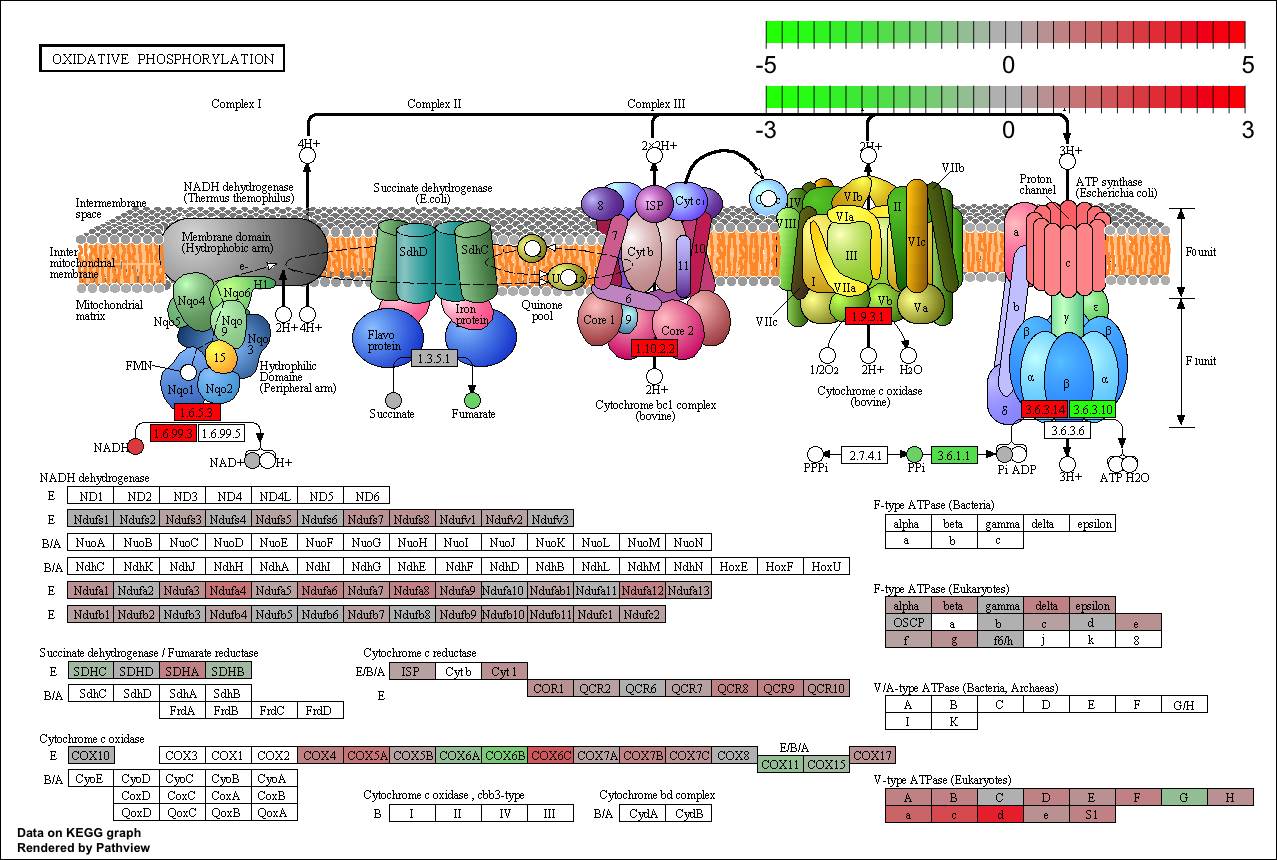 OXIDATIVE PHOSPHORYLATION
-5 0 5
-3 0 3
Complex I Complex II Complex III
4H+ 2×2H+ 2H+ 3H+
NADH dehydrogenase
(Thermus themophilus)
Succinate dehydrogenase
(E.coli)
Proton
channel
ATP synthase
(Escherichia coli)
Intermembrane
space
Innter
mitochondrial
membrane
Mitochondrial
matrix
Membrane domain
(Hydrophobic arm)
e-
H1
Nqo4
Nqo6
Nqo5
Nqo
9
Nqo
3
15
FMN
Nqo1
Nqo2
2H+ 4H+
Hydrophilic
Domaine
(Peripheral arm)
1.6.5.3
1.6.99.3 1.6.99.5
NADH
NAD+ H+
SdhD SdhC
Flavo
protein
Iron
protein
1.3.5.1
Succinate Fumarate
Quinone
pool
8 ISP Cyt c1
7 Cyt b 11 10
6
Core 1 9 Core 2
1.10.2.2
2H+
Cytochrome bc1 complex
(bovine)
VIIb
IV VIb II
VIII VIa VIc
III
I VIIa
VIIc Vb Va
1.9.3.1
1/2O2 2H+ H2O
Cytochrome c oxidase
(bovine)
a c
b γ ε
β β
α β α
δ
F0unit
F1unit
3.6.3.14 3.6.3.10
3.6.3.6
PPPi 2.7.4.1 PPi 3.6.1.1 Pi ADP
3H+ ATP H2O
NADH dehydrogenase
E ND1 ND2 ND3 ND4 ND4L ND5 ND6
E Ndufs1 Ndufs2 Ndufs3 Ndufs4 Ndufs5 Ndufs6 Ndufs7 Ndufs8 Ndufv1 Ndufv2 Ndufv3
B/A NuoA NuoB NuoC NuoD NuoE NuoF NuoG NuoH NuoI NuoJ NuoK NuoL NuoM NuoN
B/A NdhC NdhK NdhJ NdhH NdhA NdhI NdhG NdhE NdhF NdhD NdhB NdhL NdhM NdhN HoxE HoxF HoxU
E Ndufa1 Ndufa2 Ndufa3 Ndufa4 Ndufa5 Ndufa6 Ndufa7 Ndufa8 Ndufa9 Ndufa10 Ndufab1 Ndufa11 Ndufa12 Ndufa13
E Ndufb1 Ndufb2 Ndufb3 Ndufb4 Ndufb5 Ndufb6 Ndufb7 Ndufb8 Ndufb9 Ndufb10 Ndufb11 Ndufc1 Ndufc2
Succinate dehydrogenase / Fumarate reductase
E SDHC SDHD SDHA SDHB
B/A SdhC SdhD SdhA SdhB
FrdA FrdB FrdC FrdD
Cytochrome c reductase
E/B/A ISP Cyt b Cyt 1
E COR1 QCR2 QCR6 QCR7 QCR8 QCR9 QCR10
Cytochrome c oxidase
E COX10 COX3 COX1 COX2 COX4 COX5A COX5B COX6A COX6B COX6C COX7A COX7B COX7C COX8
E/B/A
COX11 COX15
COX17
B/A CyoE CyoD CyoC CyoB CyoA
CoxD CoxC CoxA CoxB
QoxD QoxC QoxB QoxA
Cytochrome c oxidase , cbb3-type
B I II IV III
Cytochrome bd complex
B/A CydA CydB
F-type ATPase (Bacteria)
alpha beta gamma delta epsilon
a b c
F-type ATPase (Eukaryotes)
alpha beta gamma delta epsilon
OSCP a b c d e
f g f6/h j k 8
V/A-type ATPase (Bacteria, Archaeas)
A B C D E F G/H
I K
V-type ATPase (Eukaryotes)
A B C D E F G H
a c d e S1
Data on KEGG graph
Rendered by Pathview